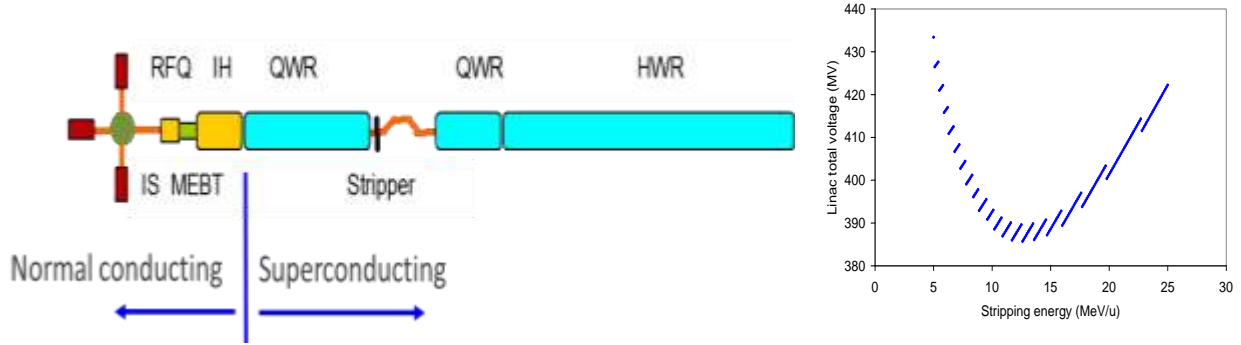 RFQ IH QWR QWR HWR
IS MEBT Stripper
Normal conducting Superconducting
Linac total voltage (MV)
440
430
420
410
400
390
380
0 5 10 15 20 25 30
Stripping energy (MeV/u)